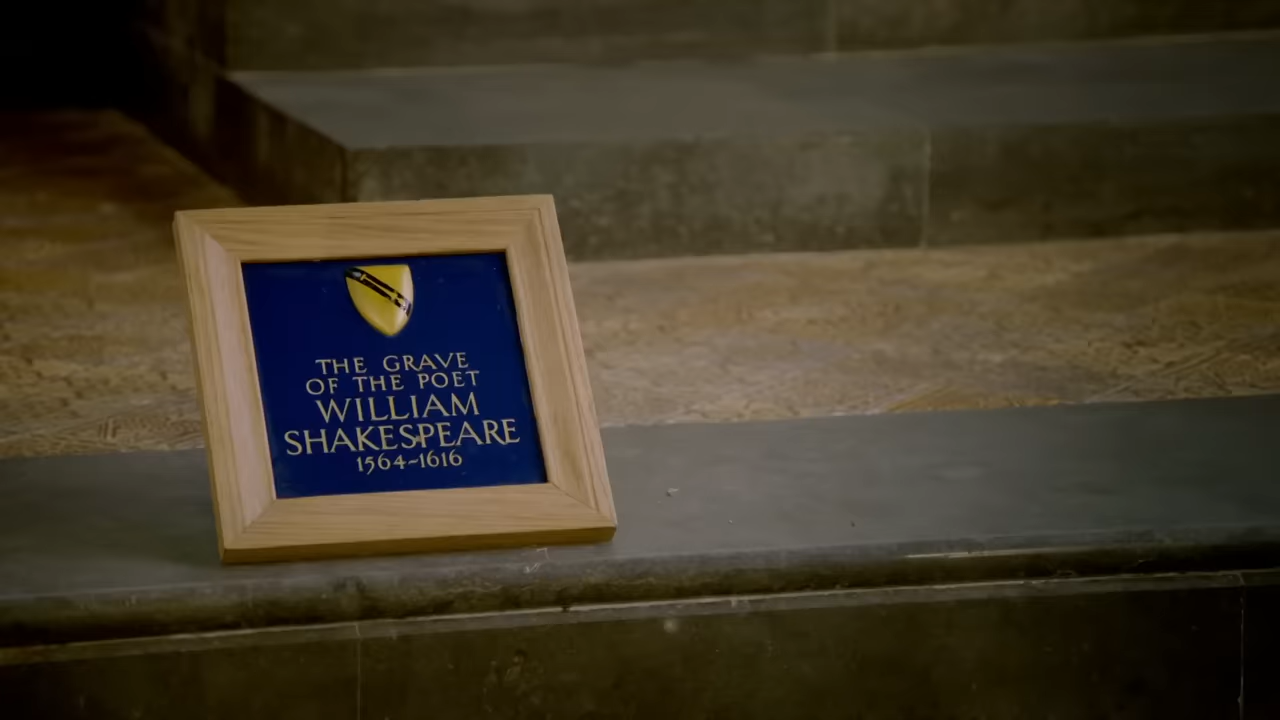 THE GRAVE
OF THE POET
WILLIAM
SHAKESPEARE
1564~1616